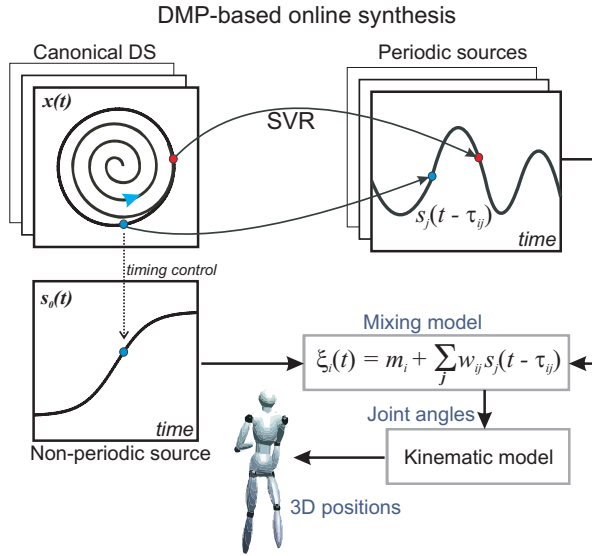 DMP-based online synthesis
Canonical DS
Periodic sources
x(t)
SVR
s_j(t - τ_ij)
time
timing control
s_0(t)
time
Non-periodic source
Mixing model
ξ_i(t) = m_i + ∑_j w_ij s_j(t - τ_ij)
Joint angles
Kinematic model
3D positions